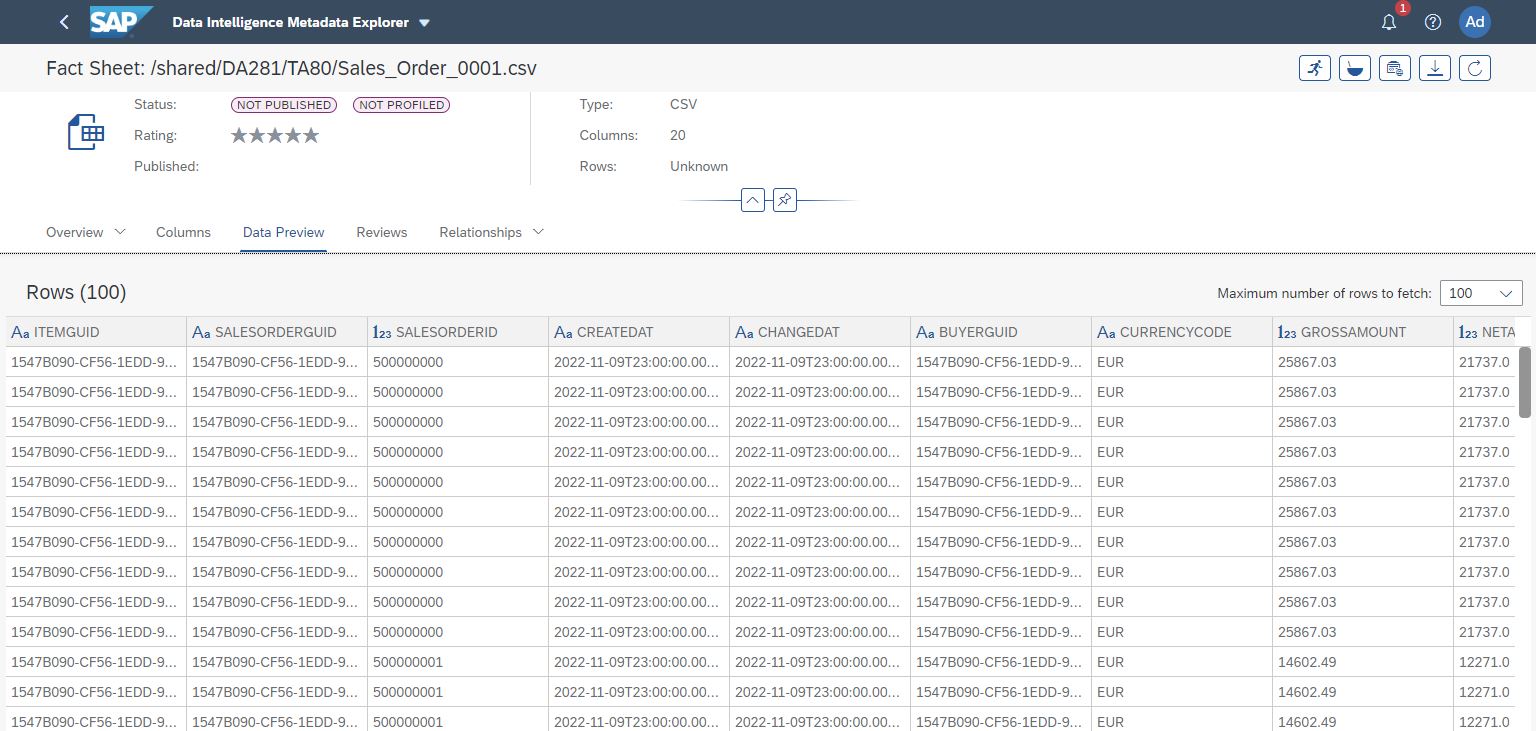 SAP Data Intelligence Metadata Explorer 1 Ad
Fact Sheet: /shared/DA281/TA80/Sales_Order_0001.csv
Status: NOT PUBLISHED NOT PROFILED Type: CSV
Rating: Columns: 20
Published: Rows: Unknown
Overview Columns Data Preview Reviews Relationships
Rows (100) Maximum number of rows to fetch: 100
Aa ITEMGUID Aa SALESORDERGUID 123 SALESORDERID Aa CREATEDAT Aa CHANGEDAT Aa BUYERGUID Aa CURRENCYCODE 123 GROSSAMOUNT 123 NETA
1547B090-CF56-1EDD-9... 1547B090-CF56-1EDD-9... 500000000 2022-11-09T23:00:00.00... 2022-11-09T23:00:00.00... 1547B090-CF56-1EDD-9... EUR 25867.03 21737.0
1547B090-CF56-1EDD-9... 1547B090-CF56-1EDD-9... 500000000 2022-11-09T23:00:00.00... 2022-11-09T23:00:00.00... 1547B090-CF56-1EDD-9... EUR 25867.03 21737.0
1547B090-CF56-1EDD-9... 1547B090-CF56-1EDD-9... 500000000 2022-11-09T23:00:00.00... 2022-11-09T23:00:00.00... 1547B090-CF56-1EDD-9... EUR 25867.03 21737.0
1547B090-CF56-1EDD-9... 1547B090-CF56-1EDD-9... 500000000 2022-11-09T23:00:00.00... 2022-11-09T23:00:00.00... 1547B090-CF56-1EDD-9... EUR 25867.03 21737.0
1547B090-CF56-1EDD-9... 1547B090-CF56-1EDD-9... 500000000 2022-11-09T23:00:00.00... 2022-11-09T23:00:00.00... 1547B090-CF56-1EDD-9... EUR 25867.03 21737.0
1547B090-CF56-1EDD-9... 1547B090-CF56-1EDD-9... 500000000 2022-11-09T23:00:00.00... 2022-11-09T23:00:00.00... 1547B090-CF56-1EDD-9... EUR 25867.03 21737.0
1547B090-CF56-1EDD-9... 1547B090-CF56-1EDD-9... 500000000 2022-11-09T23:00:00.00... 2022-11-09T23:00:00.00... 1547B090-CF56-1EDD-9... EUR 25867.03 21737.0
1547B090-CF56-1EDD-9... 1547B090-CF56-1EDD-9... 500000000 2022-11-09T23:00:00.00... 2022-11-09T23:00:00.00... 1547B090-CF56-1EDD-9... EUR 25867.03 21737.0
1547B090-CF56-1EDD-9... 1547B090-CF56-1EDD-9... 500000000 2022-11-09T23:00:00.00... 2022-11-09T23:00:00.00... 1547B090-CF56-1EDD-9... EUR 25867.03 21737.0
1547B090-CF56-1EDD-9... 1547B090-CF56-1EDD-9... 500000000 2022-11-09T23:00:00.00... 2022-11-09T23:00:00.00... 1547B090-CF56-1EDD-9... EUR 25867.03 21737.0
1547B090-CF56-1EDD-9... 1547B090-CF56-1EDD-9... 500000001 2022-11-09T23:00:00.00... 2022-11-09T23:00:00.00... 1547B090-CF56-1EDD-9... EUR 14602.49 12271.0
1547B090-CF56-1EDD-9... 1547B090-CF56-1EDD-9... 500000001 2022-11-09T23:00:00.00... 2022-11-09T23:00:00.00... 1547B090-CF56-1EDD-9... EUR 14602.49 12271.0
1547B090-CF56-1EDD-9... 1547B090-CF56-1EDD-9... 500000001 2022-11-09T23:00:00.00... 2022-11-09T23:00:00.00... 1547B090-CF56-1EDD-9... EUR 14602.49 12271.0